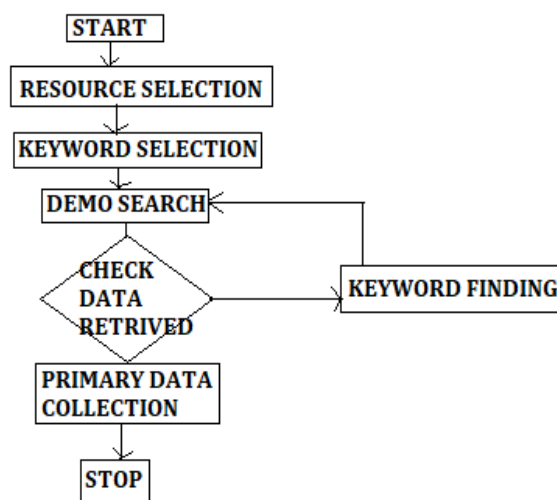 START
RESOURCE SELECTION
KEYWORD SELECTION
DEMO SEARCH
CHECK
DATA
RETRIVED
KEYWORD FINDING
PRIMARY DATA
COLLECTION
STOP